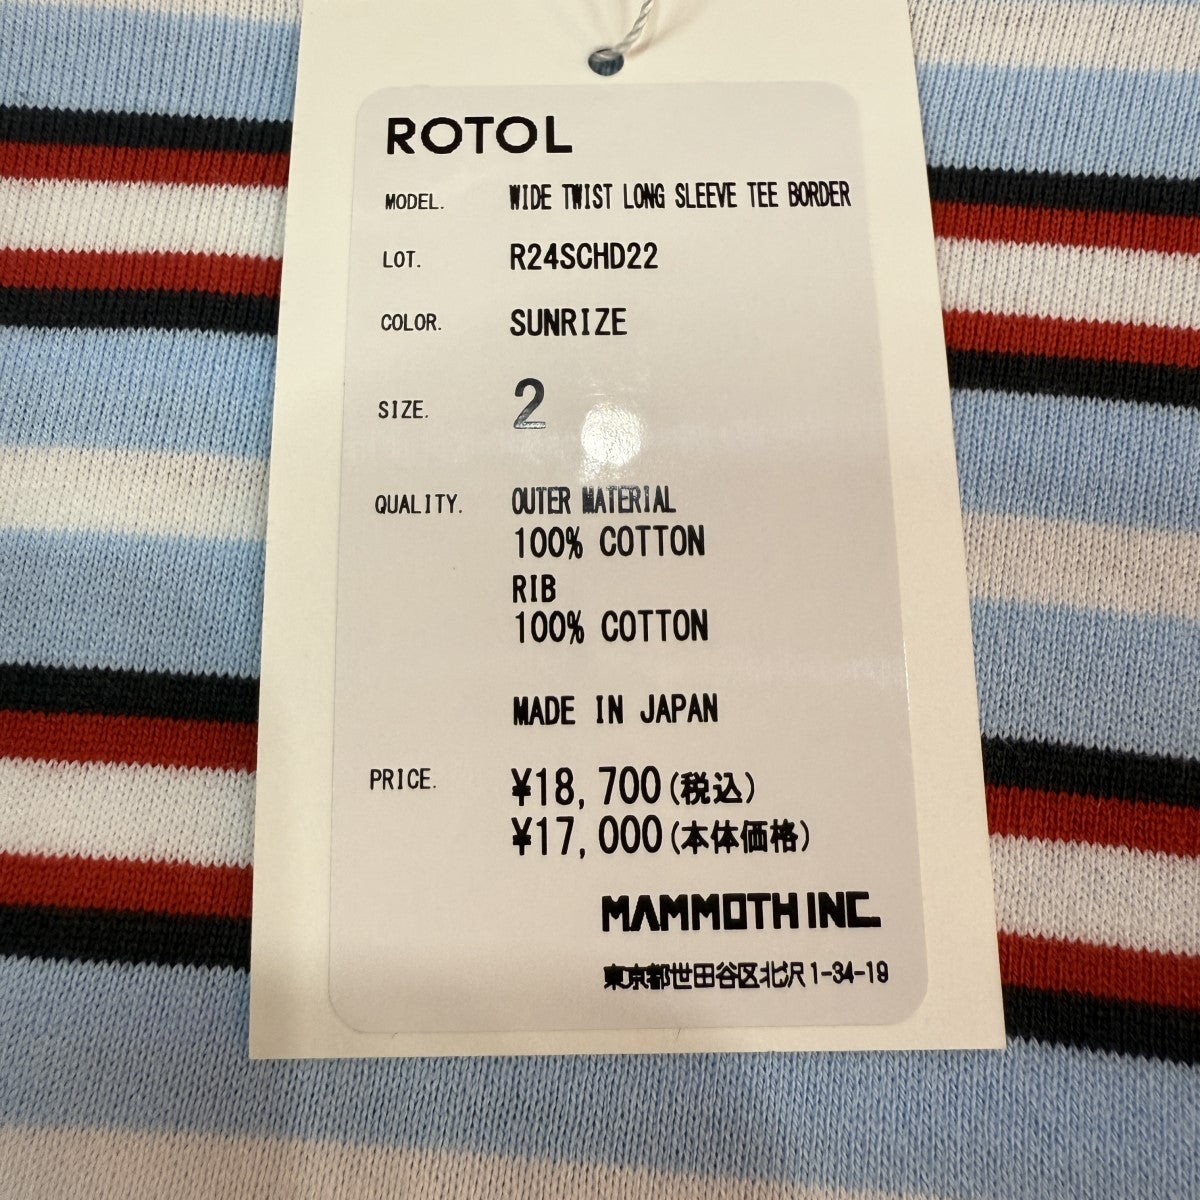 ROTOL
MODEL. WIDE TWIST LONG SLEEVE TEE BORDER
LOT. R24SCHD22
COLOR. SUNRIZE
SIZE. 2
QUALITY. OUTER MATERIAL
100% COTTON
RIB
100% COTTON
MADE IN JAPAN
PRICE. ¥18,700(税込)
¥17,000(本体価格)
MAMMOTH INC.
東京都世田谷区北沢1-34-19